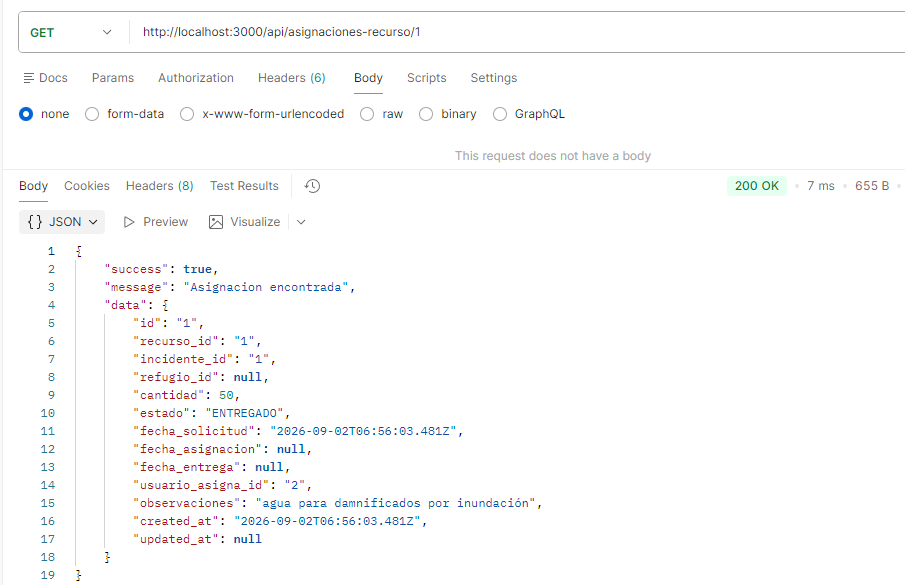 GET http://localhost:3000/api/asignaciones-recurso/1
Docs Params Authorization Headers (6) Body Scripts Settings
none form-data x-www-form-urlencoded raw binary GraphQL
This request does not have a body
Body Cookies Headers (8) Test Results 200 OK • 7 ms • 655 B •
{} JSON Preview Visualize
1 {
2 "success": true,
3 "message": "Asignacion encontrada",
4 "data": {
5 "id": "1",
6 "recurso_id": "1",
7 "incidente_id": "1",
8 "refugio_id": null,
9 "cantidad": 50,
10 "estado": "ENTREGADO",
11 "fecha_solicitud": "2026-09-02T06:56:03.481Z",
12 "fecha_asignacion": null,
13 "fecha_entrega": null,
14 "usuario_asigna_id": "2",
15 "observaciones": "agua para damnificados por inundación",
16 "created_at": "2026-09-02T06:56:03.481Z",
17 "updated_at": null
18 }
19 }